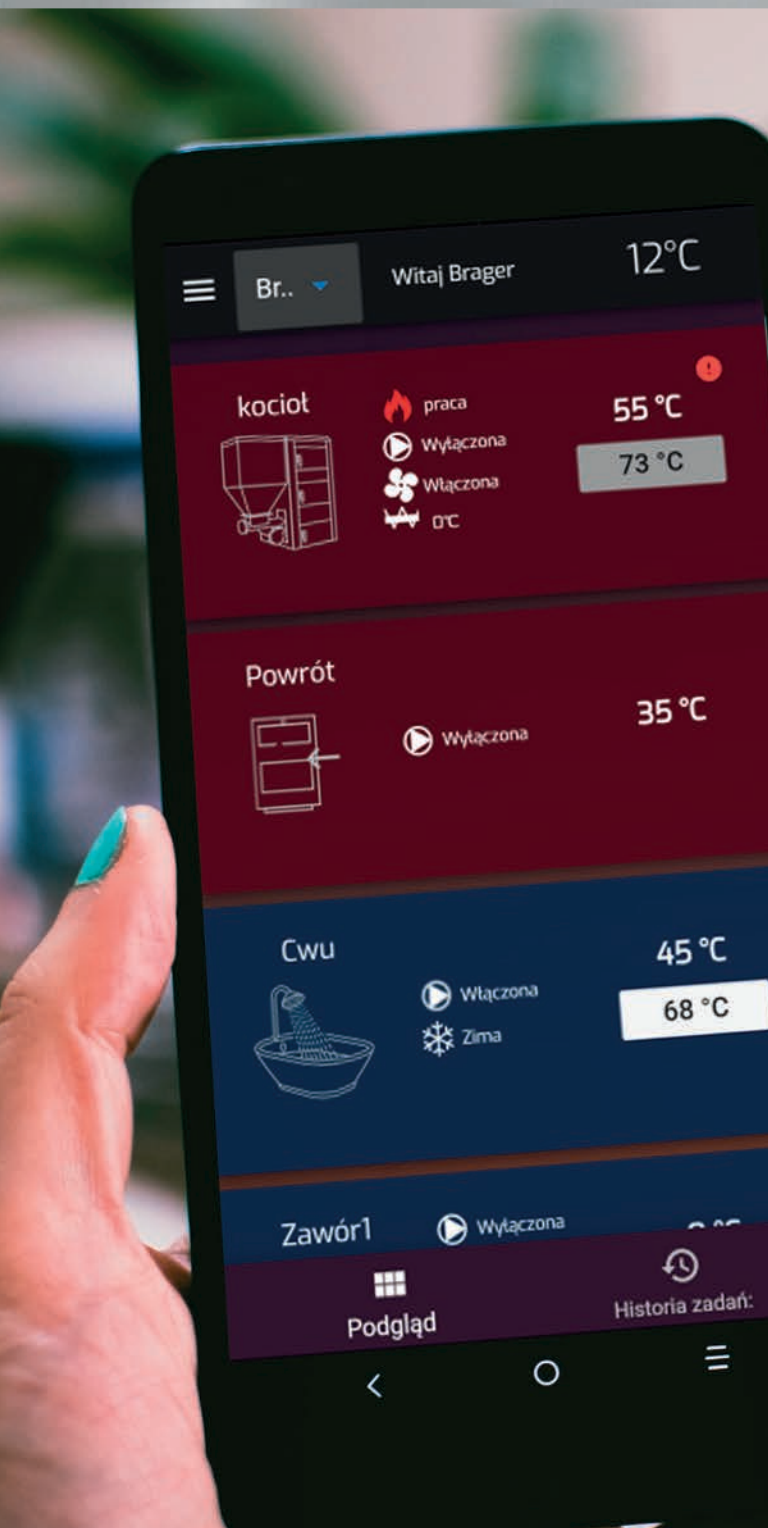 Br..
Witaj Brager
12°C
kocioł
praca
55 °C
Wyłączona
73 °C
Włączona
0°C
Powrót
Wyłączona
35 °C
Cwu
Włączona
45 °C
Zima
68 °C
Zawór1
Wyłączona
Podgląd
Historia zadań: